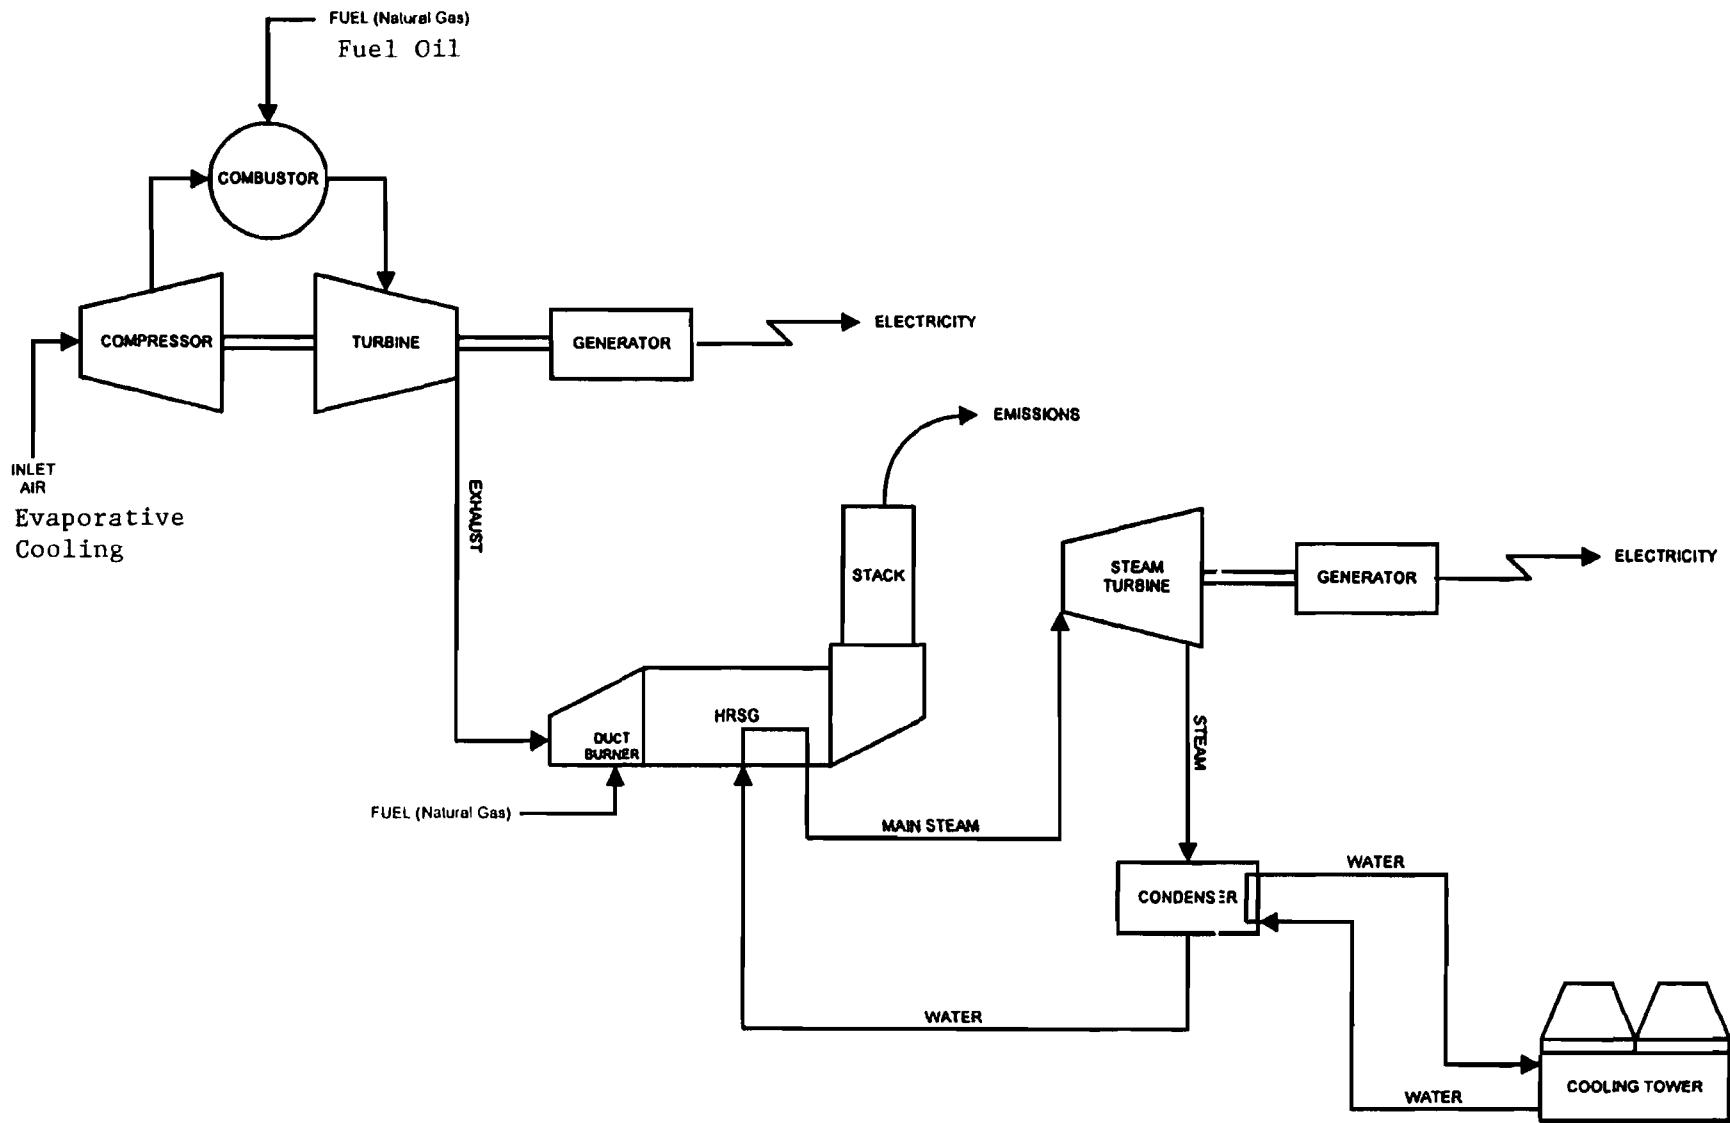 FUEL (Natural Gas)
Fuel Oil
COMBUSTOR
COMPRESSOR
TURBINE
GENERATOR
ELECTRICITY
INLET
AIR
Evaporative
Cooling
EXHAUST
EMISSIONS
STACK
STEAM
TURBINE
GENERATOR
ELECTRICITY
HRSG
DUCT
BURNER
STEAM
FUEL (Natural Gas)
MAIN STEAM
CONDENSER
WATER
WATER
COOLING TOWER
WATER